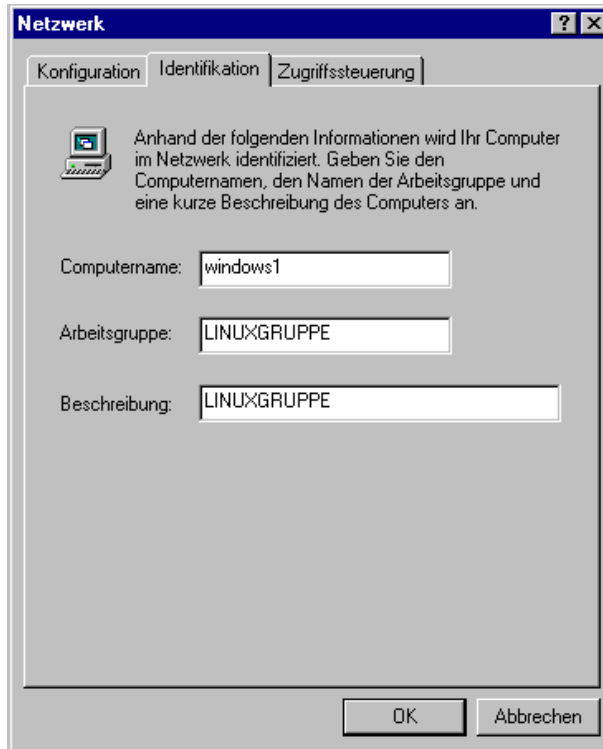 Netzwerk
Konfiguration Identifikation Zugriffssteuerung
Anhand der folgenden Informationen wird Ihr Computer
im Netzwerk identifiziert. Geben Sie den
Computernamen, den Namen der Arbeitsgruppe und
eine kurze Beschreibung des Computers an.
Computername: windows1
Arbeitsgruppe: LINUXGRUPPE
Beschreibung: LINUXGRUPPE
OK Abbrechen